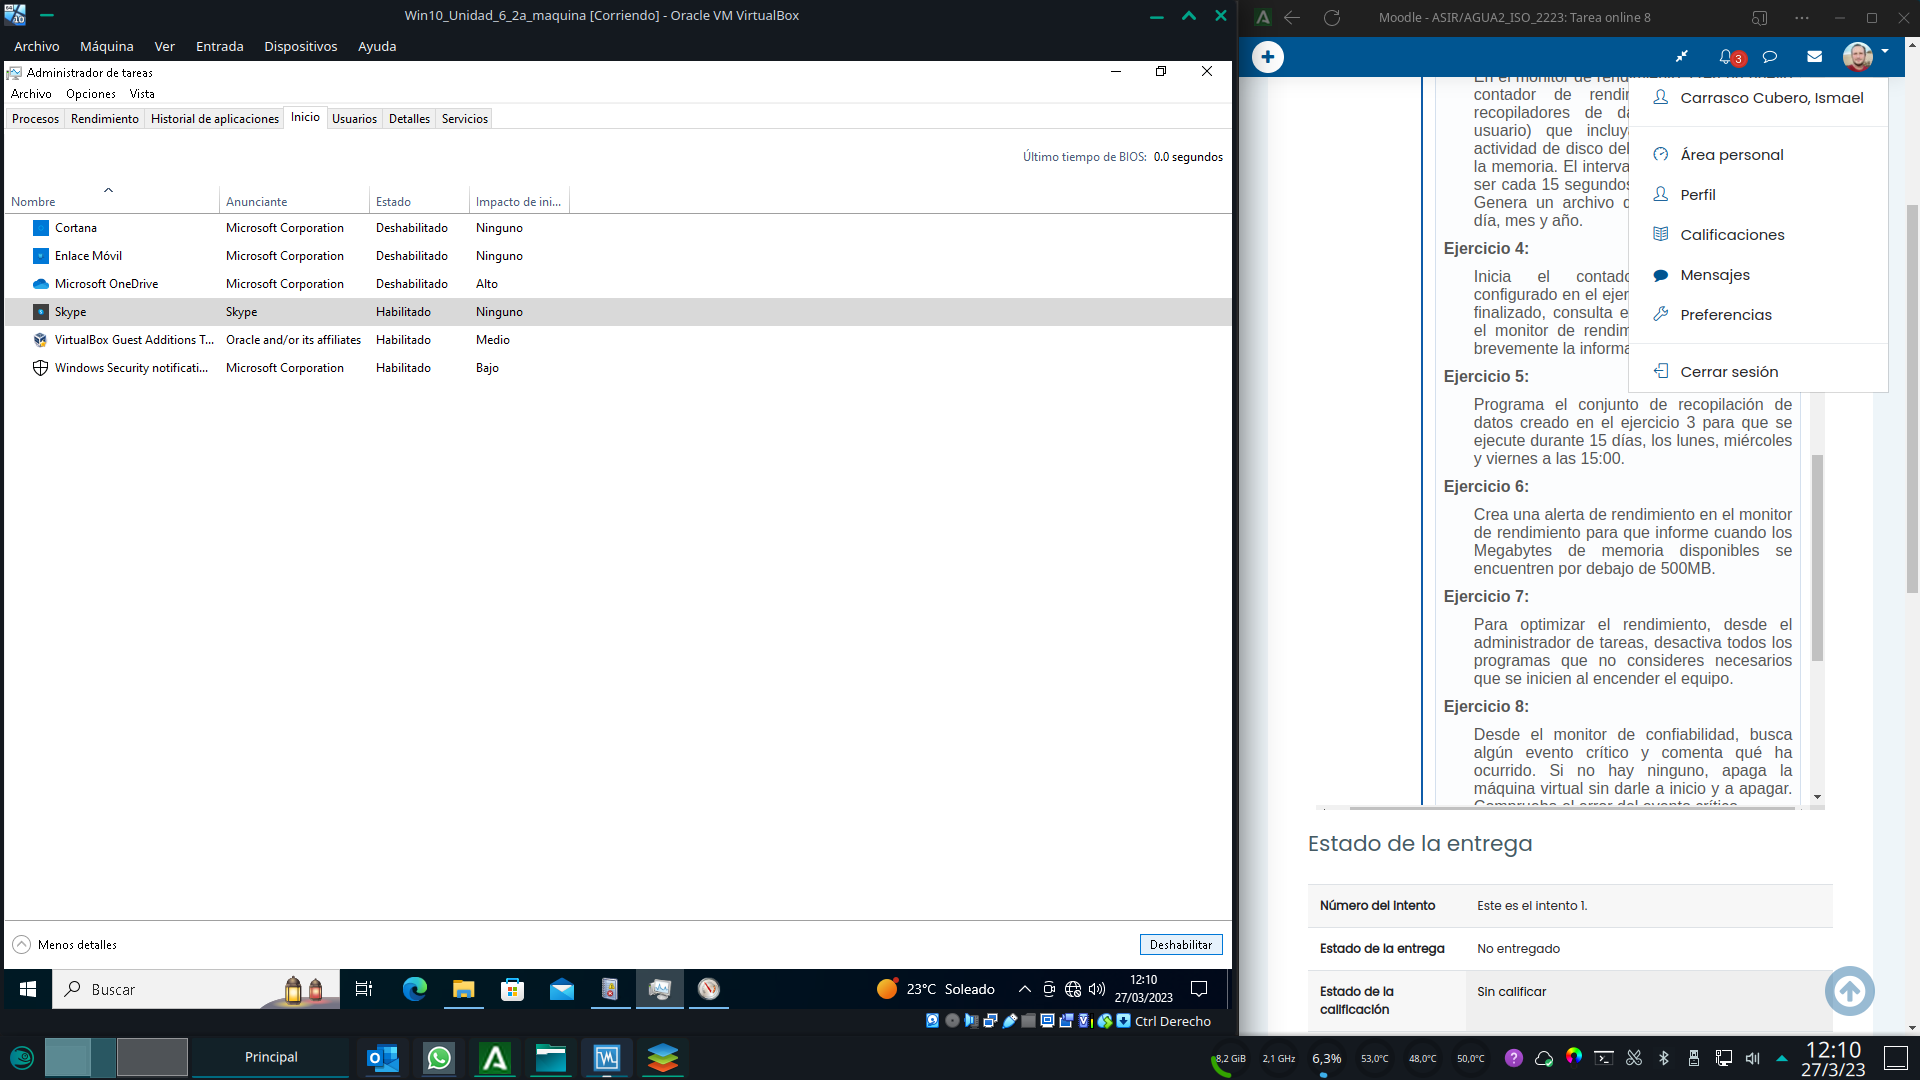 Win10_Unidad_6_2a_maquina [Corriendo] - Oracle VM VirtualBox
Archivo Máquina Ver Entrada Dispositivos Ayuda
Administrador de tareas
Archivo Opciones Vista
Procesos Rendimiento Historial de aplicaciones Inicio Usuarios Detalles Servicios
Último tiempo de BIOS: 0.0 segundos
Nombre Anunciante Estado Impacto de ini...
Cortana Microsoft Corporation Deshabilitado Ninguno
Enlace Móvil Microsoft Corporation Deshabilitado Ninguno
Microsoft OneDrive Microsoft Corporation Deshabilitado Alto
Skype Skype Habilitado Ninguno
VirtualBox Guest Additions T... Oracle and/or its affiliates Habilitado Medio
Windows Security notificati... Microsoft Corporation Habilitado Bajo
Menos detalles
Deshabilitar
Buscar
23°C Soleado
12:10
27/03/2023
Ctrl Derecho
Moodle - ASIR/AGUA2_ISO_2223: Tarea online 8
3
Carrasco Cubero, Ismael
Área personal
Perfil
Calificaciones
Mensajes
Preferencias
Cerrar sesión
En el monitor de
contador de
recopiladores de
usuario) que
actividad de disco del
la memoria. El
ser cada 15
Genera un archivo
día, mes y año.
Ejercicio 4:
Inicia el
configurado en el
finalizado, consulta
el monitor de
brevemente la
Ejercicio 5:
Programa el conjunto de recopilación de
datos creado en el ejercicio 3 para que se
ejecute durante 15 días, los lunes, miércoles
y viernes a las 15:00.
Ejercicio 6:
Crea una alerta de rendimiento en el monitor
de rendimiento para que informe cuando los
Megabytes de memoria disponibles se
encuentren por debajo de 500MB.
Ejercicio 7:
Para optimizar el rendimiento, desde el
administrador de tareas, desactiva todos los
programas que no consideres necesarios
que se inicien al encender el equipo.
Ejercicio 8:
Desde el monitor de confiabilidad, busca
algún evento crítico y comenta qué ha
ocurrido. Si no hay ninguno, apaga la
máquina virtual sin darle a inicio y a apagar.
Estado de la entrega
Número del Intento Este es el intento 1.
Estado de la entrega No entregado
Estado de la calificación Sin calificar
Principal
8,2 GiB 2,1 GHz 6,3% 53,0°C 48,0°C 50,0°C
12:10
27/3/23